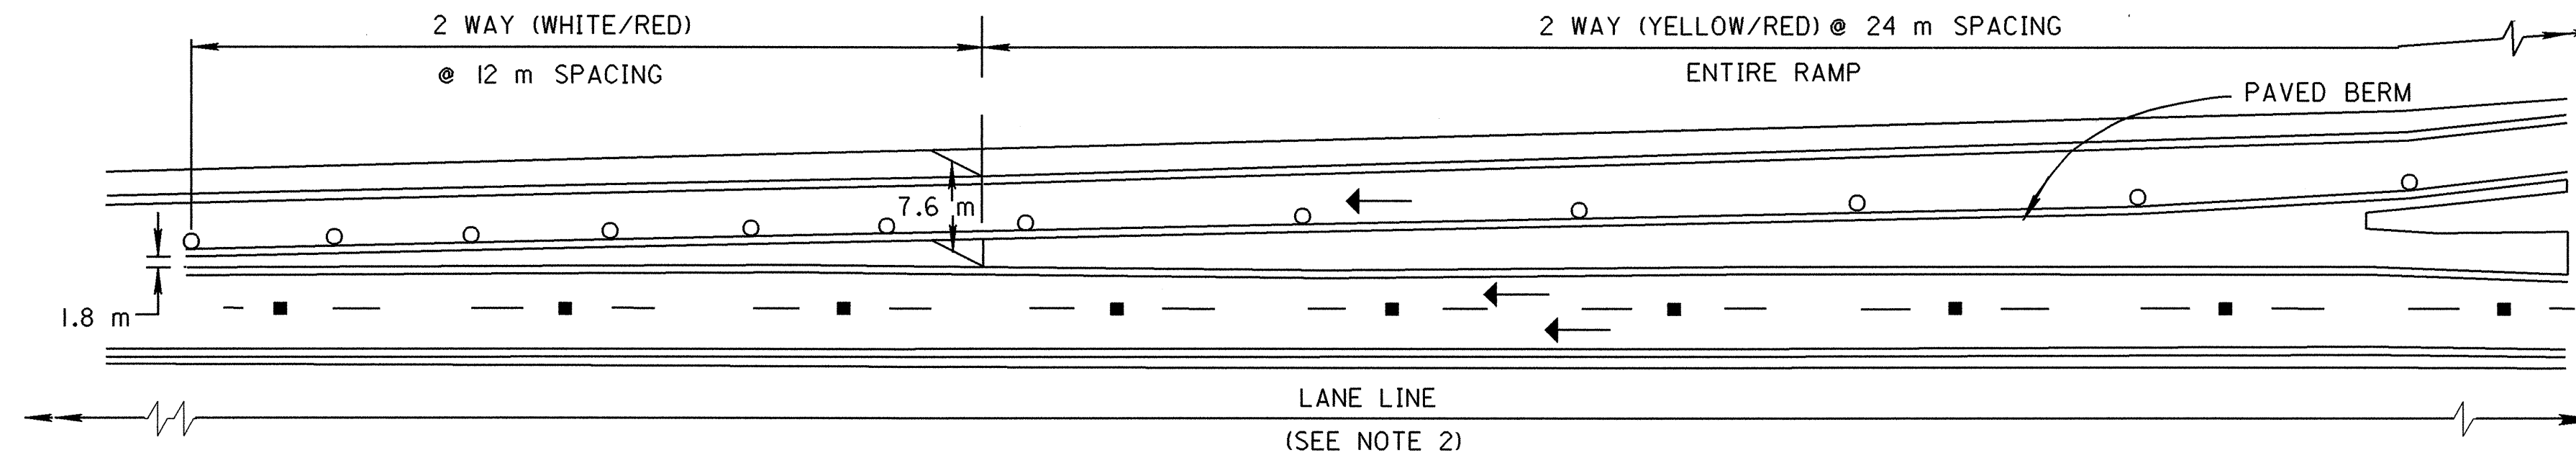 2 WAY (WHITE/RED)
@ 12 m SPACING
2 WAY (YELLOW/RED) @ 24 m SPACING
ENTIRE RAMP
PAVED BERM
7.6 m
1.8 m
LANE LINE
(SEE NOTE 2)